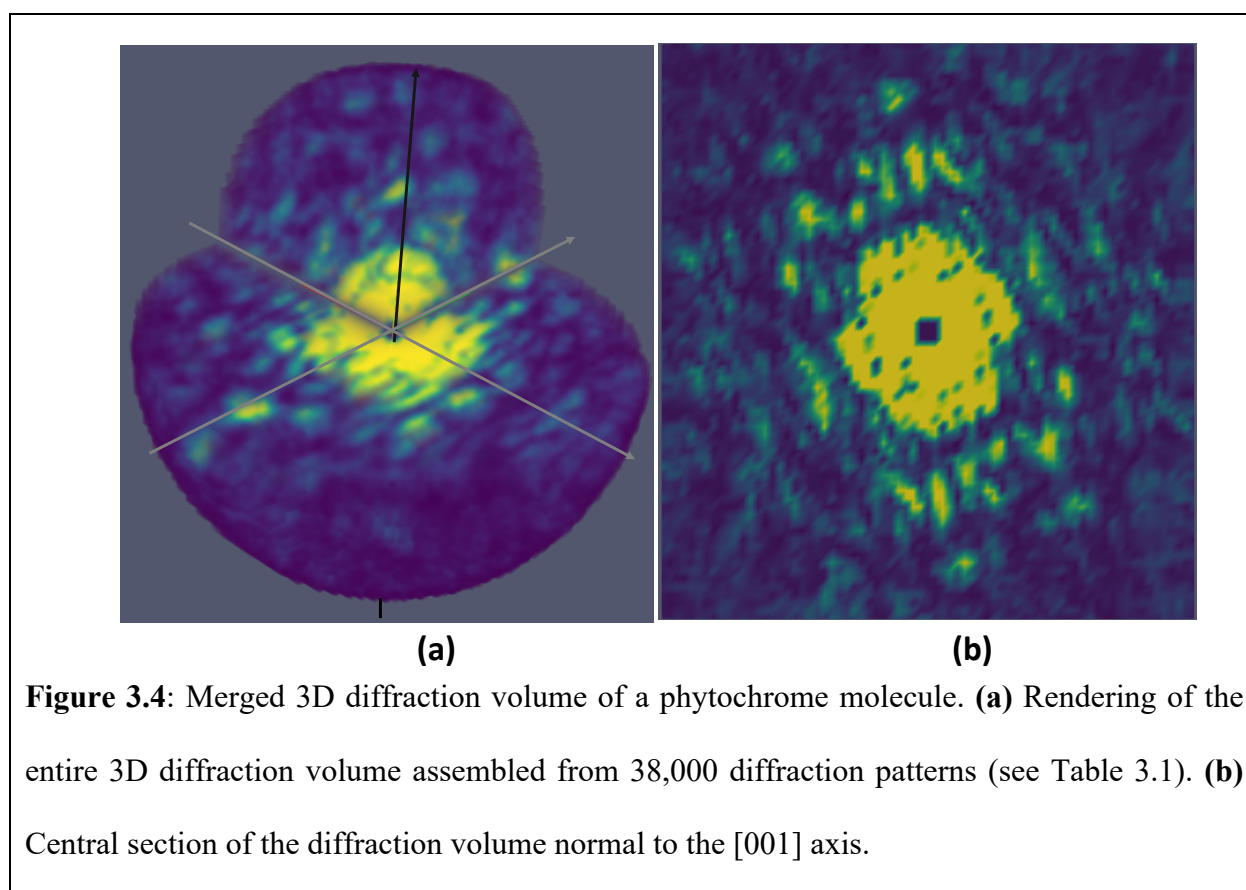 (a)
(b)
Figure 3.4: Merged 3D diffraction volume of a phytochrome molecule. (a) Rendering of the
entire 3D diffraction volume assembled from 38,000 diffraction patterns (see Table 3.1). (b)
Central section of the diffraction volume normal to the [001] axis.